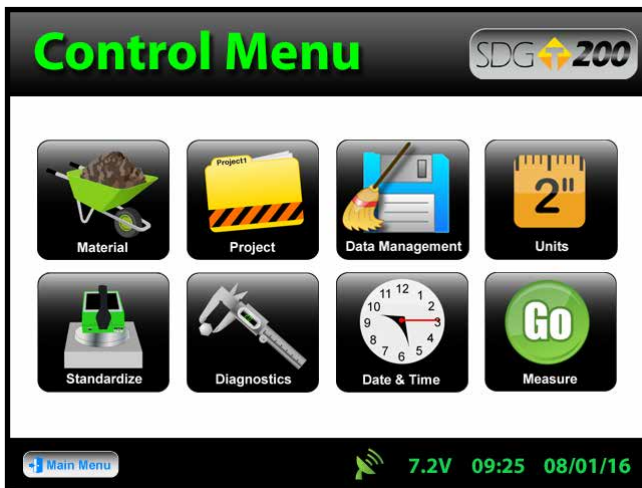 Control Menu
SDG 200
Project1
2"
Material
Project
Data Management
Units
11 12 1
10 2
9 3
8 4
7 6 5
Go
Standardize
Diagnostics
Date & Time
Measure
Main Menu
7.2V 09:25 08/01/16